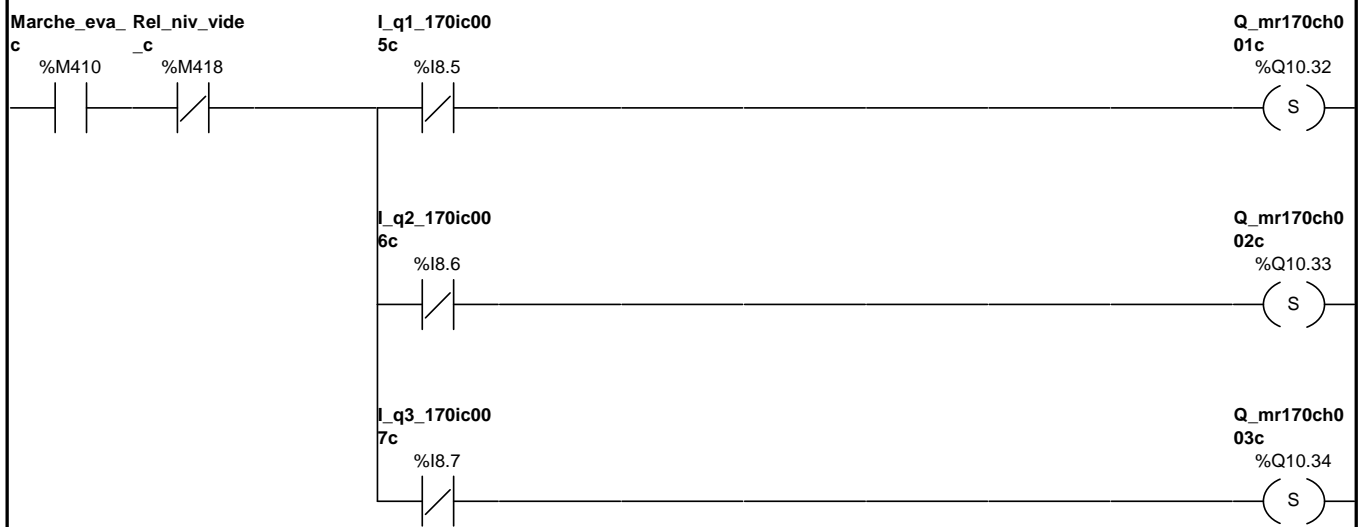 Marche_eva_ Rel_niv_vide I_q1_170ic00 Q_mr170ch0
c _c 5c 01c
%M410 %M418 %I8.5 %Q10.32
S
I_q2_170ic00 Q_mr170ch0
6c 02c
%I8.6 %Q10.33
S
I_q3_170ic00 Q_mr170ch0
7c 03c
%I8.7 %Q10.34
S